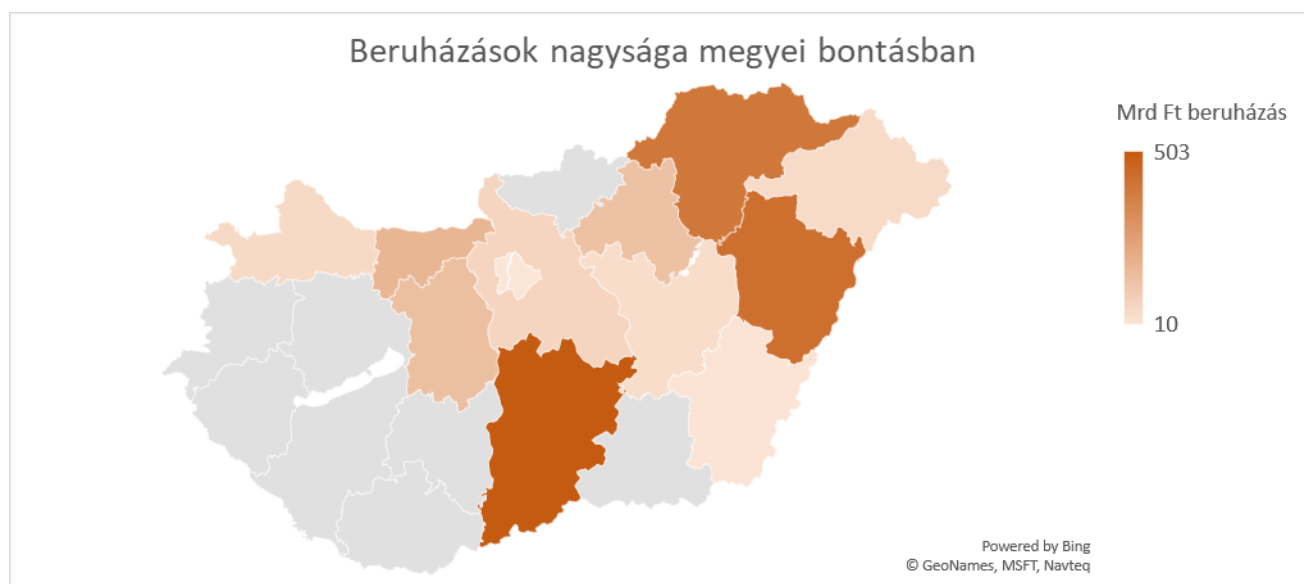 Beruházások nagysága megyei bontásban
Mrd Ft beruházás
503
10
Powered by Bing
© GeoNames, MSFT, Navteq